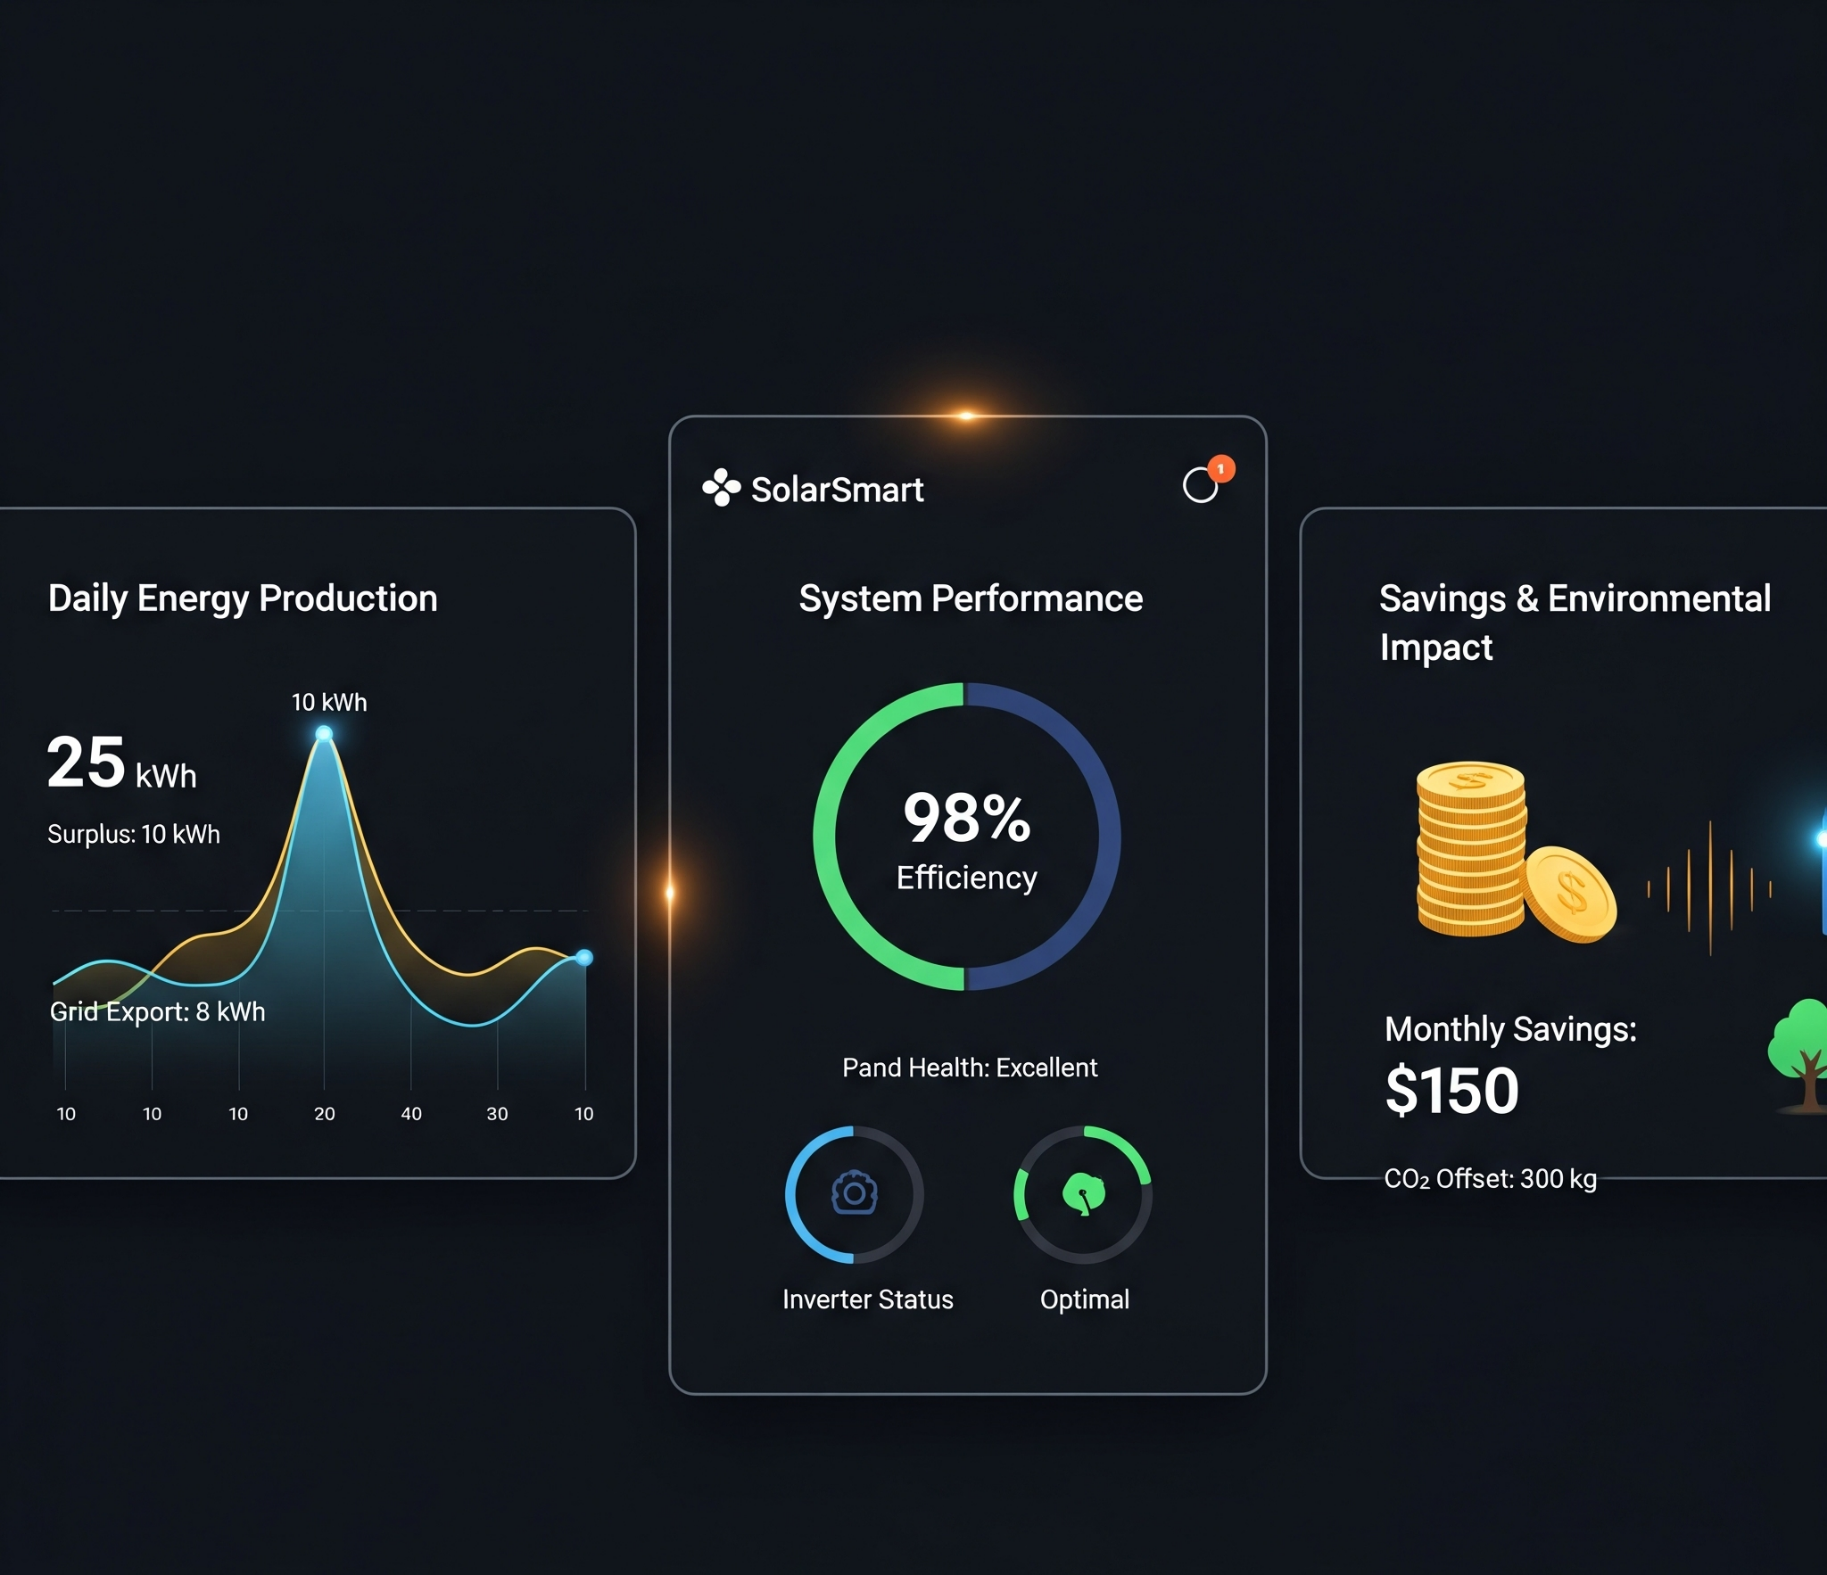 Daily Energy Production
10 kWh
25 kWh
Surplus: 10 kWh
Grid Export: 8 kWh
10 10 10 20 40 30 10
SolarSmart
1
System Performance
98%
Efficiency
Pand Health: Excellent
Inverter Status
Optimal
Savings & Environmental
Impact
$
$
Monthly Savings:
$150
CO₂ Offset: 300 kg